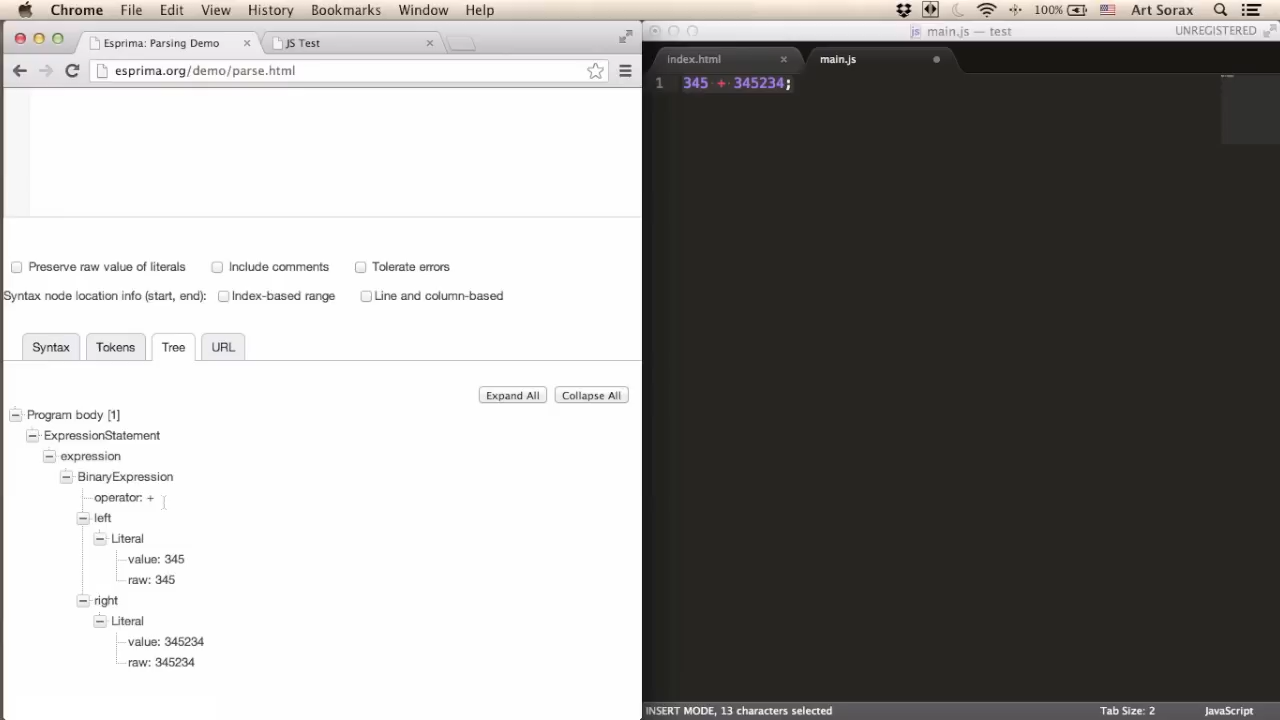 Chrome File Edit View History Bookmarks Window Help 100% Art Sorax
Esprima: Parsing Demo × JS Test ×
esprima.org/demo/parse.html
Preserve raw value of literals Include comments Tolerate errors
Syntax node location info (start, end): Index-based range Line and column-based
Syntax Tokens Tree URL
Expand All Collapse All
Program body [1]
ExpressionStatement
expression
BinaryExpression
operator: +
left
Literal
value: 345
raw: 345
right
Literal
value: 345234
raw: 345234
main.js — test UNREGISTERED
index.html × main.js
1 345 + 345234;
INSERT MODE, 13 characters selected Tab Size: 2 JavaScript